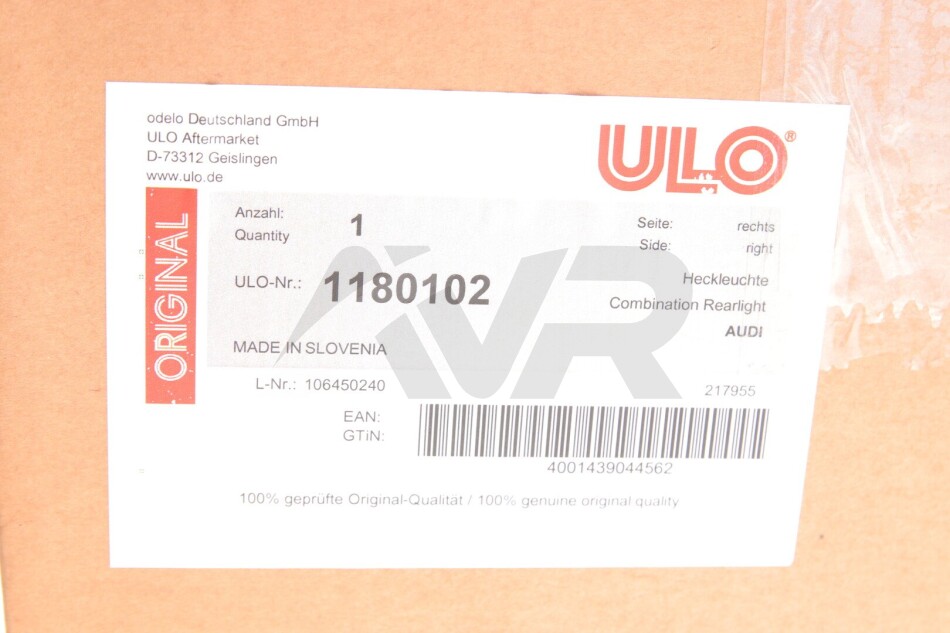 odelo Deutschland GmbH
ULO Aftermarket
D-73312 Geislingen
www.ulo.de
ULO®
ORIGINAL
Anzahl: 1
Quantity
Seite: rechts
Side: right
ULO-Nr.: 1180102
Heckleuchte
Combination Rearlight
AUDI
MADE IN SLOVENIA
L-Nr.: 106450240
217955
EAN:
GTiN:
4001439044562
100% geprüfte Original-Qualität / 100% genuine original quality
AVR